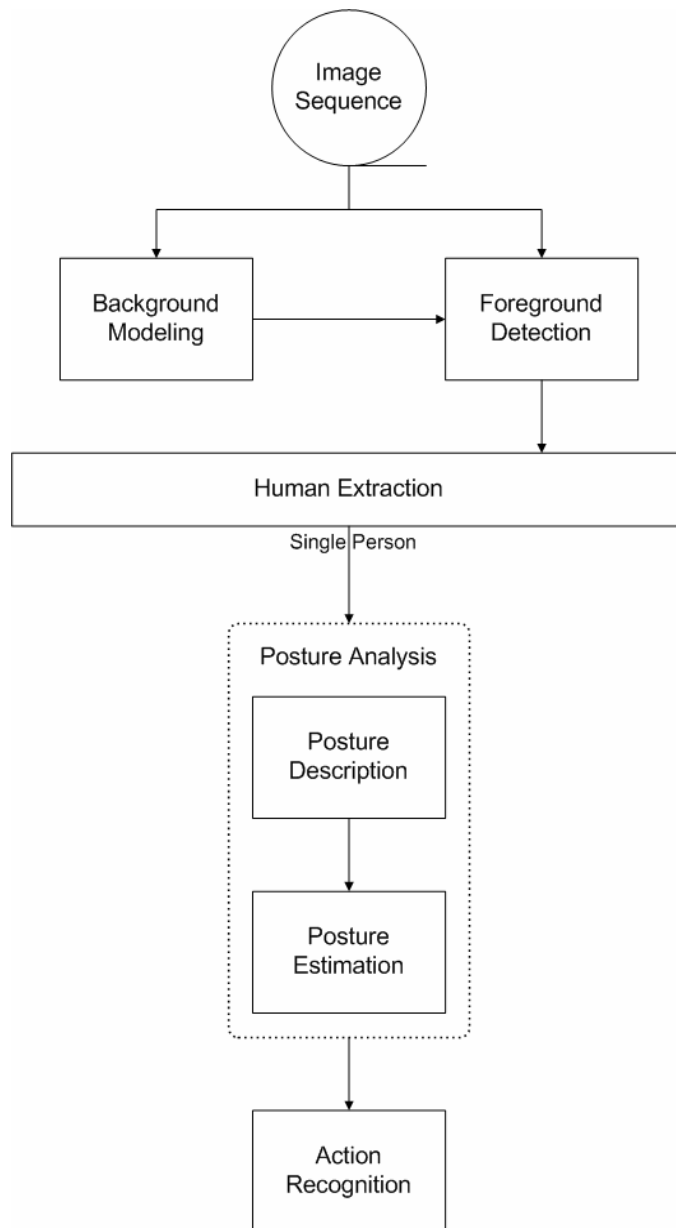 Image
Sequence
Background
Modeling
Foreground
Detection
Human Extraction
Single Person
Posture Analysis
Posture
Description
Posture
Estimation
Action
Recognition